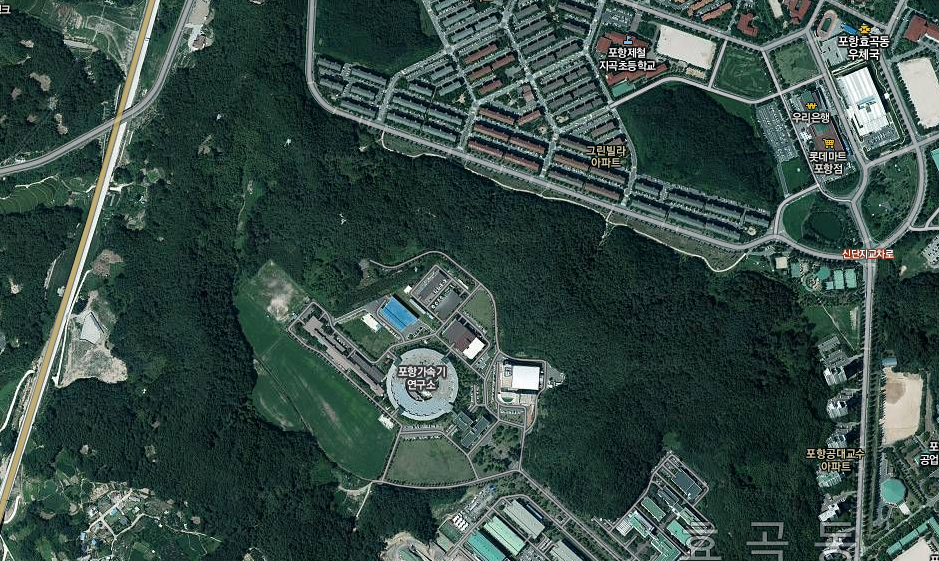 포항제철
지곡초등학교
포항효곡동
우체국
우리은행
그린빌라
아파트
롯데마트
포항점
신단지교차로
포항가속기
연구소
포항공대교수
아파트
공업
효곡동